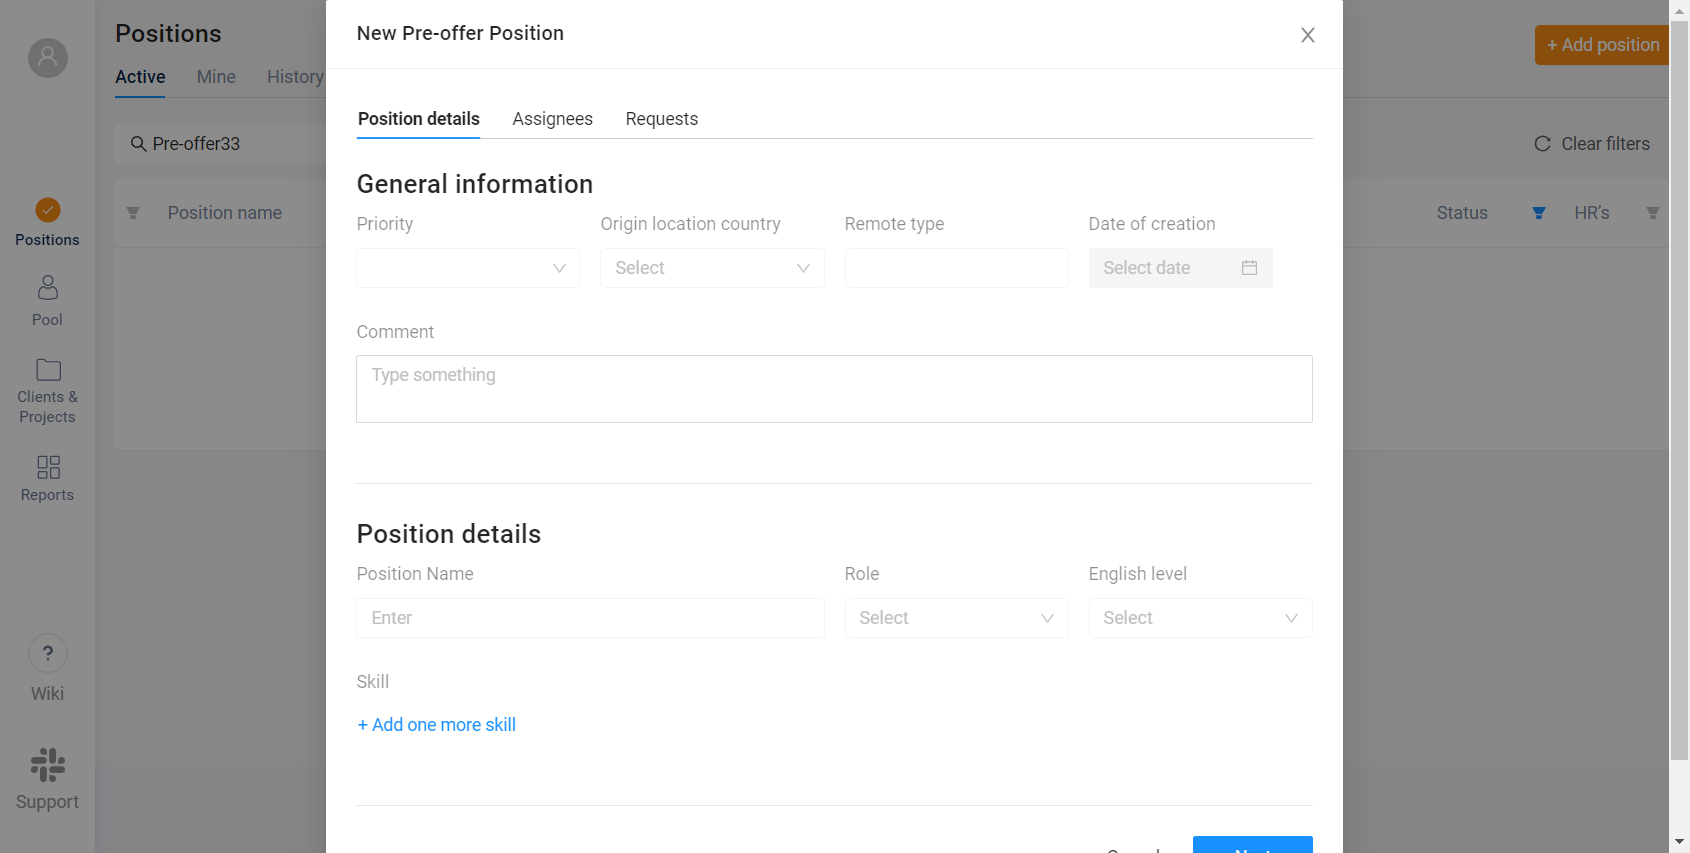 Positions
Active Mine History
Pre-offer33
Position name
Positions
Pool
Clients &
Projects
Reports
?
Wiki
Support
New Pre-offer Position
Position details Assignees Requests
General information
Priority Origin location country Remote type Date of creation
Select Select date
Comment
Type something
Position details
Position Name Role English level
Enter Select Select
Skill
+ Add one more skill
+ Add position
Clear filters
Status HR's